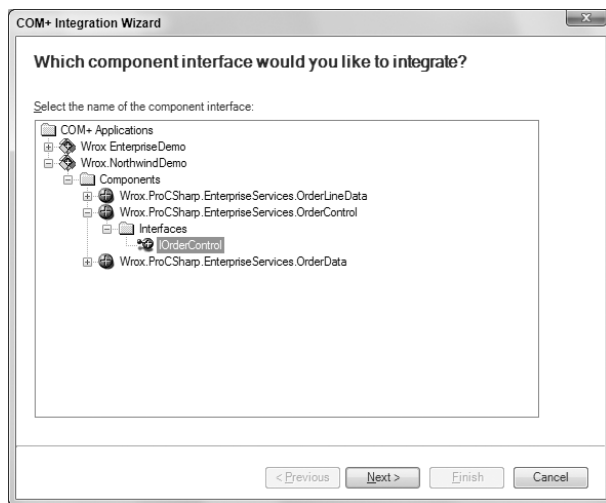 COM+ Integration Wizard
Which component interface would you like to integrate?
Select the name of the component interface:
COM+ Applications
Wrox EnterpriseDemo
Wrox.NorthwindDemo
Components
Wrox.ProCSharp.EnterpriseServices.OrderLineData
Wrox.ProCSharp.EnterpriseServices.OrderControl
Interfaces
IOrderControl
Wrox.ProCSharp.EnterpriseServices.OrderData
< Previous Next > Finish Cancel